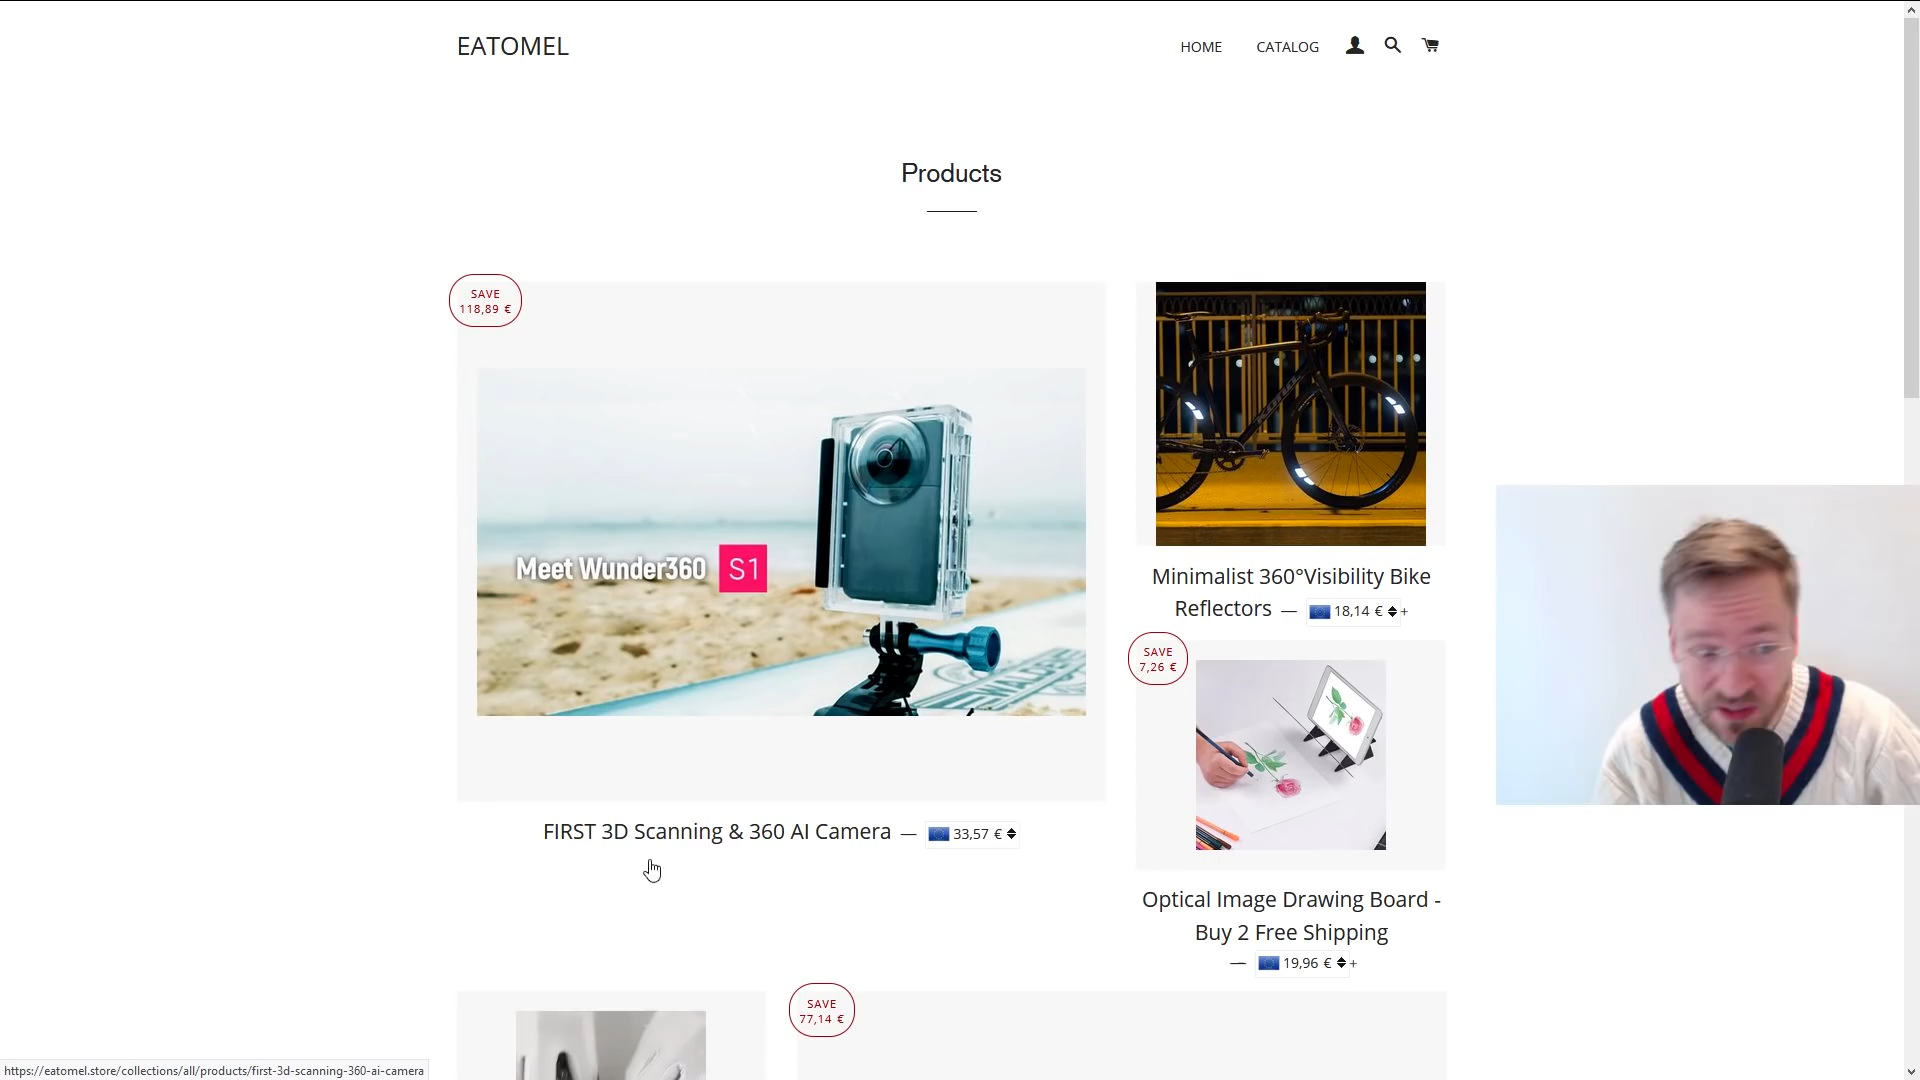 EATOMEL
HOME
CATALOG
Products
SAVE
118,89 €
Meet Wunder360 S1
FIRST 3D Scanning & 360 AI Camera — 33,57 €
Minimalist 360°Visibility Bike
Reflectors — 18,14 € +
SAVE
7,26 €
Optical Image Drawing Board -
Buy 2 Free Shipping
— 19,96 € +
SAVE
77,14 €
https://eatomel.store/collections/all/products/first-3d-scanning-360-ai-camera